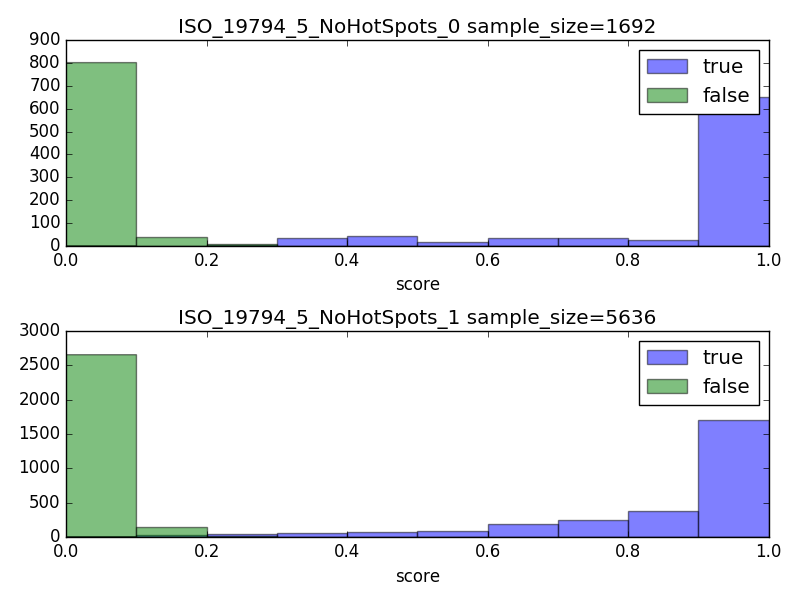 ISO_19794_5_NoHotSpots_0 sample_size=1692
900
800
700
600
500
400
300
200
100
0
true
false
0.0 0.2 0.4 0.6 0.8 1.0
score
ISO_19794_5_NoHotSpots_1 sample_size=5636
3000
2500
2000
1500
1000
500
0
true
false
0.0 0.2 0.4 0.6 0.8 1.0
score